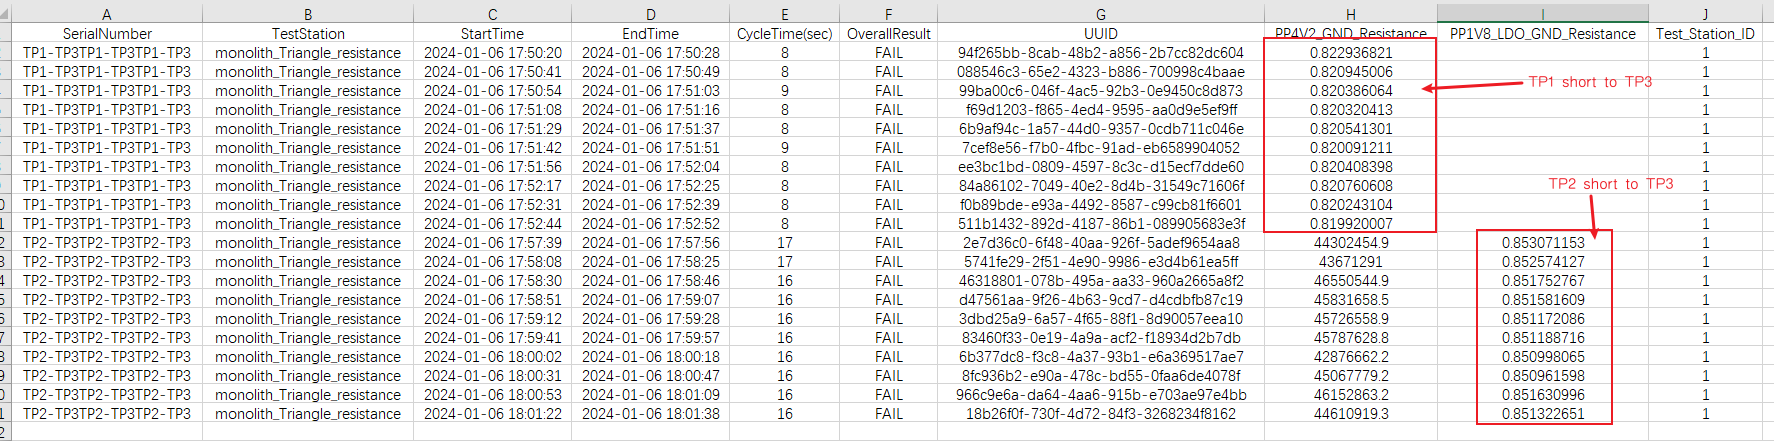 A B C D E F G H I J
SerialNumber TestStation StartTime EndTime CycleTime(sec) OverallResult UUID PP4V2_GND_Resistance PP1V8_LDO_GND_Resistance Test_Station_ID
TP1-TP3TP1-TP3TP1-TP3 monolith_Triangle_resistance 2024-01-06 17:50:20 2024-01-06 17:50:28 8 FAIL 94f265bb-8cab-48b2-a856-2b7cc82dc604 0.822936821 1
TP1-TP3TP1-TP3TP1-TP3 monolith_Triangle_resistance 2024-01-06 17:50:41 2024-01-06 17:50:49 8 FAIL 088546c3-65e2-4323-b886-700998c4baae 0.820945006 1
TP1 short to TP3
TP1-TP3TP1-TP3TP1-TP3 monolith_Triangle_resistance 2024-01-06 17:50:54 2024-01-06 17:51:03 9 FAIL 99ba00c6-046f-4ac5-92b3-0e9450c8d873 0.820386064 1
TP1-TP3TP1-TP3TP1-TP3 monolith_Triangle_resistance 2024-01-06 17:51:08 2024-01-06 17:51:16 8 FAIL f69d1203-f865-4ed4-9595-aa0d9e5ef9ff 0.820320413 1
TP1-TP3TP1-TP3TP1-TP3 monolith_Triangle_resistance 2024-01-06 17:51:29 2024-01-06 17:51:37 8 FAIL 6b9af94c-1a57-44d0-9357-0cdb711c046e 0.820541301 1
TP1-TP3TP1-TP3TP1-TP3 monolith_Triangle_resistance 2024-01-06 17:51:42 2024-01-06 17:51:51 9 FAIL 7cef8e56-f7b0-4fbc-91ad-eb6589904052 0.820091211 1
TP1-TP3TP1-TP3TP1-TP3 monolith_Triangle_resistance 2024-01-06 17:51:56 2024-01-06 17:52:04 8 FAIL ee3bc1bd-0809-4597-8c3c-d15ecf7dde60 0.820408398 1
TP1-TP3TP1-TP3TP1-TP3 monolith_Triangle_resistance 2024-01-06 17:52:17 2024-01-06 17:52:25 8 FAIL 84a86102-7049-40e2-8d4b-31549c71606f 0.820760608 1
TP2 short to TP3
TP1-TP3TP1-TP3TP1-TP3 monolith_Triangle_resistance 2024-01-06 17:52:31 2024-01-06 17:52:39 8 FAIL f0b89bde-e93a-4492-8587-c99cb81f6601 0.820243104 1
TP1-TP3TP1-TP3TP1-TP3 monolith_Triangle_resistance 2024-01-06 17:52:44 2024-01-06 17:52:52 8 FAIL 511b1432-892d-4187-86b1-089905683e3f 0.819920007 1
TP2-TP3TP2-TP3TP2-TP3 monolith_Triangle_resistance 2024-01-06 17:57:39 2024-01-06 17:57:56 17 FAIL 2e7d36c0-6f48-40aa-926f-5adef9654aa8 44302454.9 0.853071153 1
TP2-TP3TP2-TP3TP2-TP3 monolith_Triangle_resistance 2024-01-06 17:58:08 2024-01-06 17:58:25 17 FAIL 5741fe29-2f51-4e90-9986-e3d4b61ea5ff 43671291 0.852574127 1
TP2-TP3TP2-TP3TP2-TP3 monolith_Triangle_resistance 2024-01-06 17:58:30 2024-01-06 17:58:46 16 FAIL 46318801-078b-495a-aa33-960a2665a8f2 46550544.9 0.851752767 1
TP2-TP3TP2-TP3TP2-TP3 monolith_Triangle_resistance 2024-01-06 17:58:51 2024-01-06 17:59:07 16 FAIL d47561aa-9f26-4b63-9cd7-d4cdbfb87c19 45831658.5 0.851581609 1
TP2-TP3TP2-TP3TP2-TP3 monolith_Triangle_resistance 2024-01-06 17:59:12 2024-01-06 17:59:28 16 FAIL 3dbd25a9-6a57-4f65-88f1-8d90057eea10 45726558.9 0.851172086 1
TP2-TP3TP2-TP3TP2-TP3 monolith_Triangle_resistance 2024-01-06 17:59:41 2024-01-06 17:59:57 16 FAIL 83460f33-0e19-4a9a-acf2-f18934d2b7db 45787628.8 0.851188716 1
TP2-TP3TP2-TP3TP2-TP3 monolith_Triangle_resistance 2024-01-06 18:00:02 2024-01-06 18:00:18 16 FAIL 6b377dc8-f3c8-4a37-93b1-e6a369517ae7 42876662.2 0.850998065 1
TP2-TP3TP2-TP3TP2-TP3 monolith_Triangle_resistance 2024-01-06 18:00:31 2024-01-06 18:00:47 16 FAIL 8fc936b2-e90a-478c-bd55-0faa6de4078f 45067779.2 0.850961598 1
TP2-TP3TP2-TP3TP2-TP3 monolith_Triangle_resistance 2024-01-06 18:00:53 2024-01-06 18:01:09 16 FAIL 966c9e6a-da64-4aa6-915b-e703ae97e4bb 46152863.2 0.851630996 1
TP2-TP3TP2-TP3TP2-TP3 monolith_Triangle_resistance 2024-01-06 18:01:22 2024-01-06 18:01:38 16 FAIL 18b26f0f-730f-4d72-84f3-3268234f8162 44610919.3 0.851322651 1